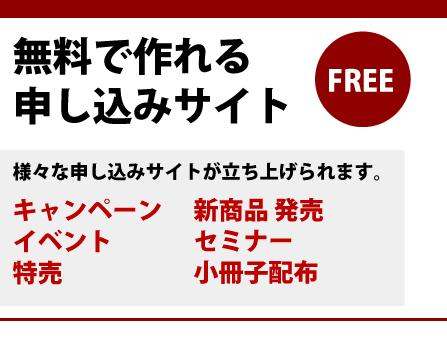 無料で作れる
申し込みサイト
FREE
様々な申し込みサイトが立ち上げられます。
キャンペーン 新商品 発売
イベント セミナー
特売 小冊子配布